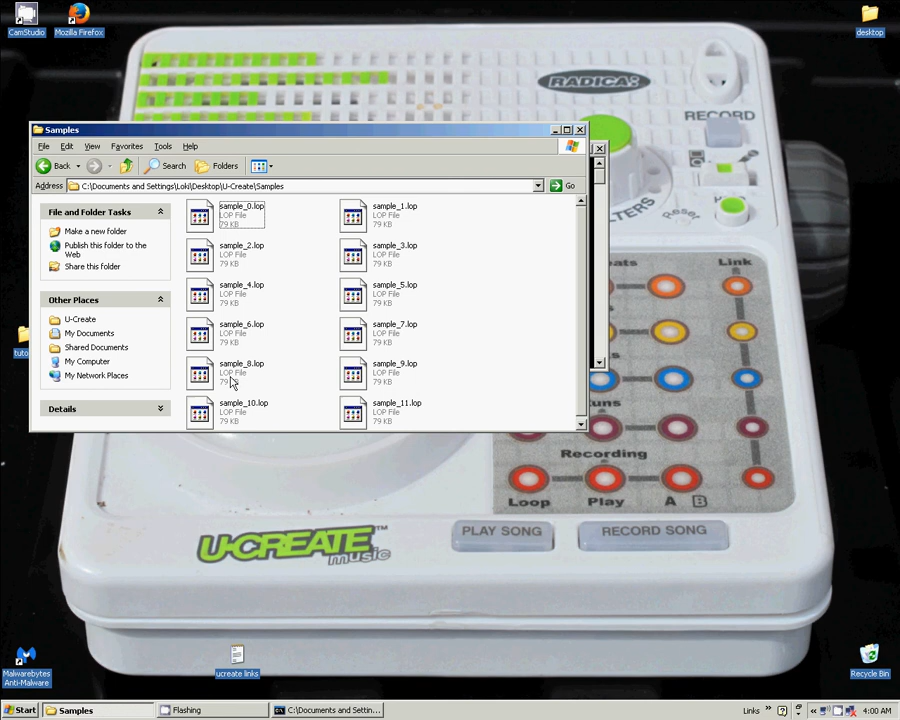 CamStudio
Mozilla Firefox
desktop
RADICA:
RECORD
Samples
File Edit View Favorites Tools Help
Back Search Folders
Address C:\Documents and Settings\Loki\Desktop\U-Create\Samples Go
File and Folder Tasks
Make a new folder
Publish this folder to the
Web
Share this folder
Other Places
U-Create
My Documents
Shared Documents
My Computer
My Network Places
Details
sample_0.lop
LOP File
79 KB
sample_1.lop
LOP File
79 KB
sample_2.lop
LOP File
79 KB
sample_3.lop
LOP File
79 KB
sample_4.lop
LOP File
79 KB
sample_5.lop
LOP File
79 KB
sample_6.lop
LOP File
79 KB
sample_7.lop
LOP File
79 KB
sample_8.lop
LOP File
79 KB
sample_9.lop
LOP File
79 KB
sample_10.lop
LOP File
79 KB
sample_11.lop
LOP File
79 KB
Reset
Link
Recording
Loop Play A B
PLAY SONG RECORD SONG
U-CREATE™
music
Malwarebytes
Anti-Malware
ucreate links
Recycle Bin
Start Samples Flashing C:\Documents and Settin... Links » « 4:00 AM